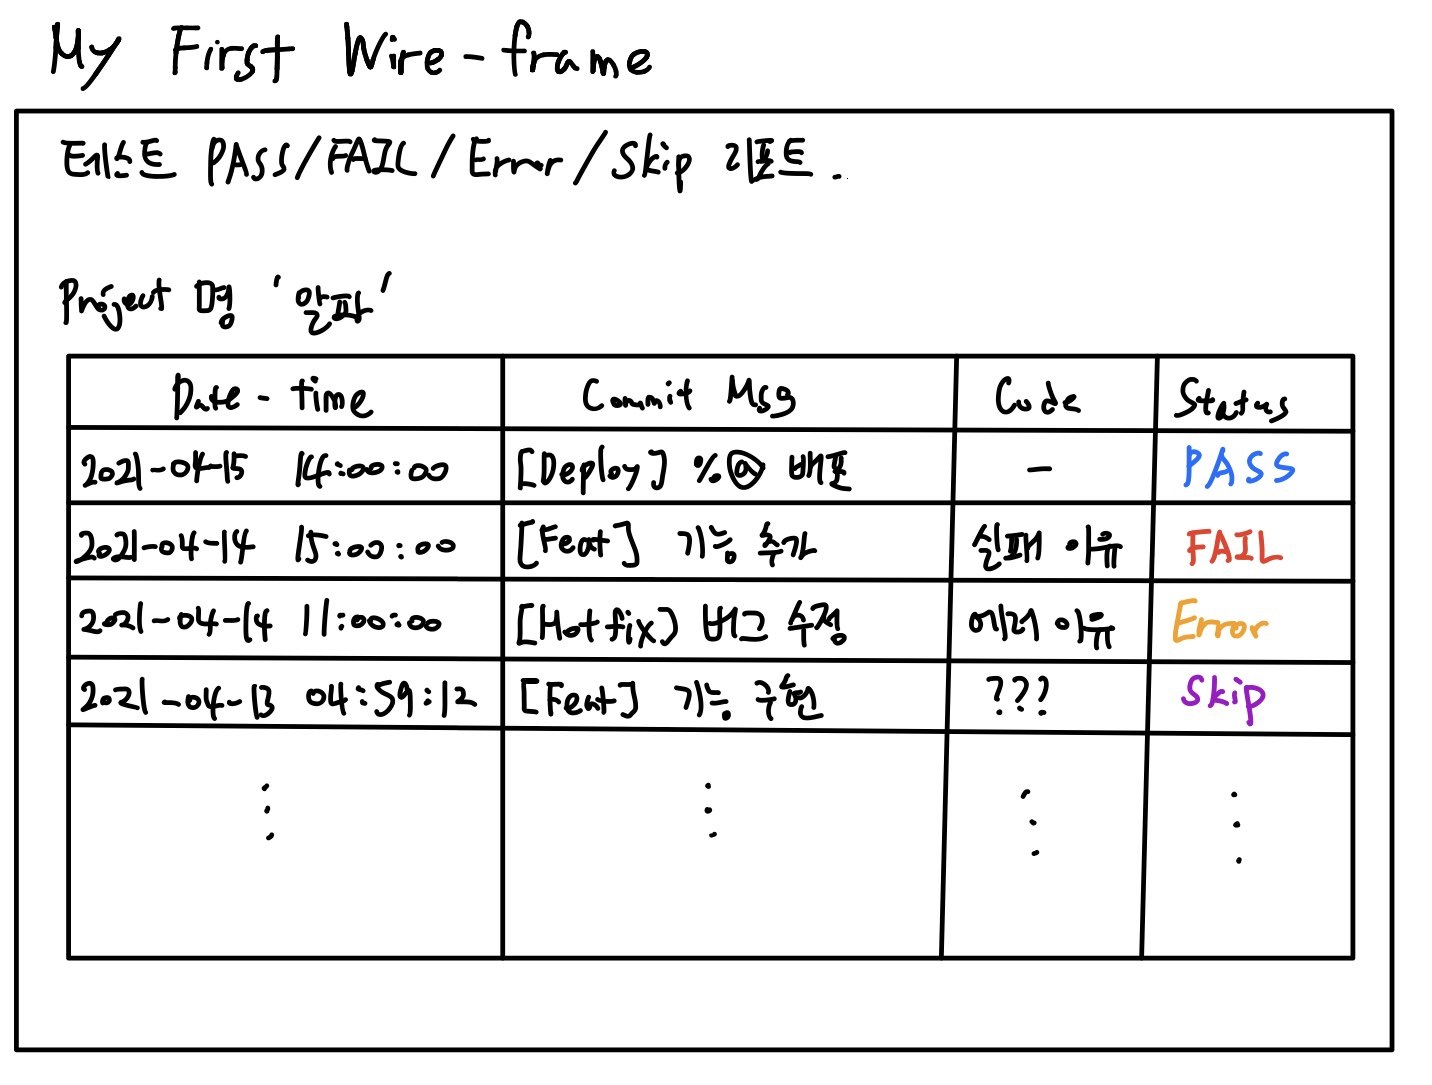 My First Wire-frame
테스트 PASS/FAIL/Error/Skip 리포트.
Project 명 '알파'
Date-time Commit Msg Code Status
2021-04-15 14:00:00 [Deploy] 배포 - PASS
2021-04-14 15:00:00 [Feat] 기능 추가 실패 이유 FAIL
2021-04-14 11:00:00 [Hotfix) 버그 수정 에러 이유 Error
2021-04-13 04:59:12 [Feat] 기능 구현 ??? Skip